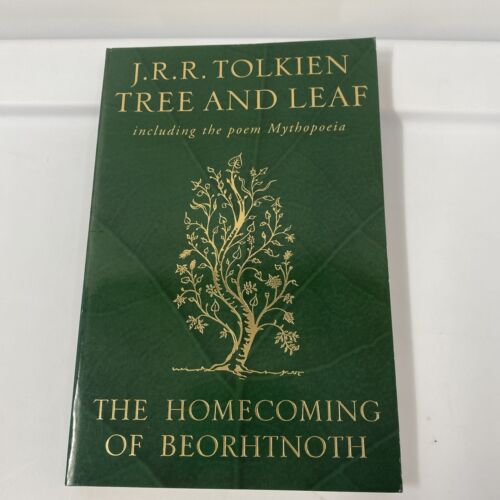 J.R.R. TOLKIEN
TREE AND LEAF
including the poem Mythopoeia
THE HOMECOMING
OF BEORHTNOTH